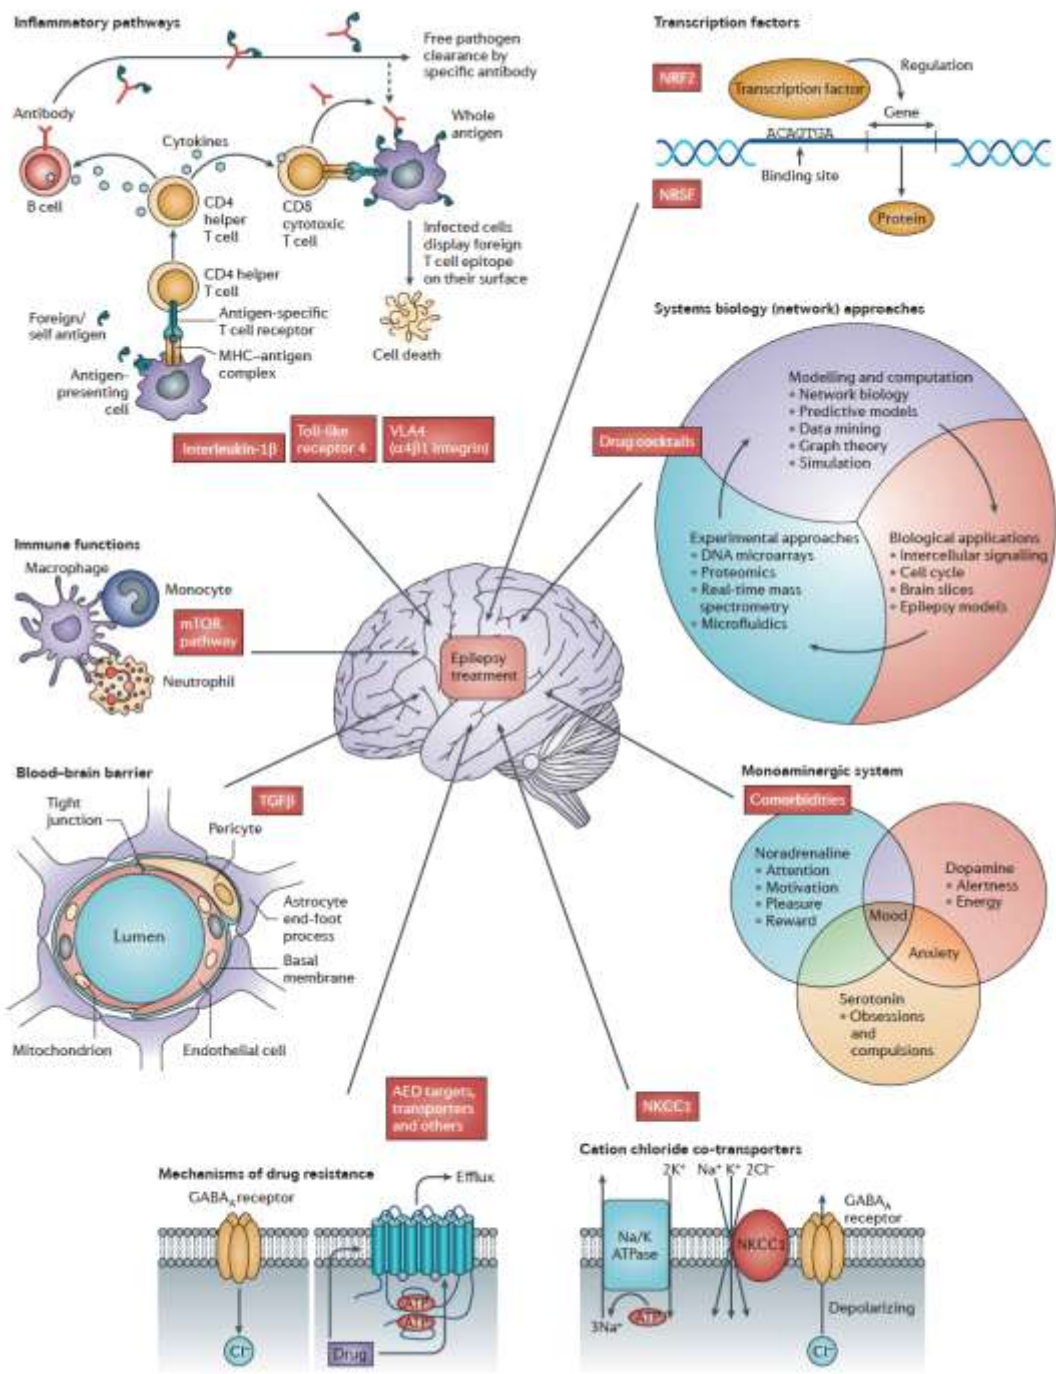 Inflammatory pathways
Free pathogen
clearance by
specific antibody
Antibody
Cytokines
Whole
antigen
B cell
CD4
helper
T cell
CD8
cytotoxic
T cell
Infected cells
display foreign
T cell epitope
on their surface
CD4 helper
T cell
Foreign/
self antigen
Antigen-specific
T cell receptor
MHC–antigen
complex
Antigen-
presenting
cell
Cell death
Interleukin-1β
Toll-like
receptor 4
VLA4
(α4β1 integrin)
Transcription factors
NRF2
Transcription factor
Regulation
Gene
ACAGTGA
Binding site
NRSF
Protein
Systems biology (network) approaches
Modelling and computation
• Network biology
• Predictive models
• Data mining
• Graph theory
• Simulation
Drug cocktails
Experimental approaches
• DNA microarrays
• Proteomics
• Real-time mass
spectrometry
• Microfluidics
Biological applications
• Intercellular signalling
• Cell cycle
• Brain slices
• Epilepsy models
Immune functions
Macrophage
Monocyte
mTOR
pathway
Neutrophil
Epilepsy
treatment
Blood–brain barrier
Tight
junction
TGFβ
Pericyte
Astrocyte
end-foot
process
Lumen
Basal
membrane
Mitochondrion
Endothelial cell
Monoaminergic system
Comorbidities
Noradrenaline
• Attention
• Motivation
• Pleasure
• Reward
Dopamine
• Alertness
• Energy
Mood
Anxiety
Serotonin
• Obsessions
and
compulsions
AED targets,
transporters
and others
Mechanisms of drug resistance
GABAA receptor
Efflux
ATP
ATP
Cl–
Drug
NKCC1
Cation chloride co-transporters
2K+ Na+ K+ 2Cl–
GABAA
receptor
Na/K
ATPase
NKCC1
Depolarizing
3Na+
ATP
Cl–